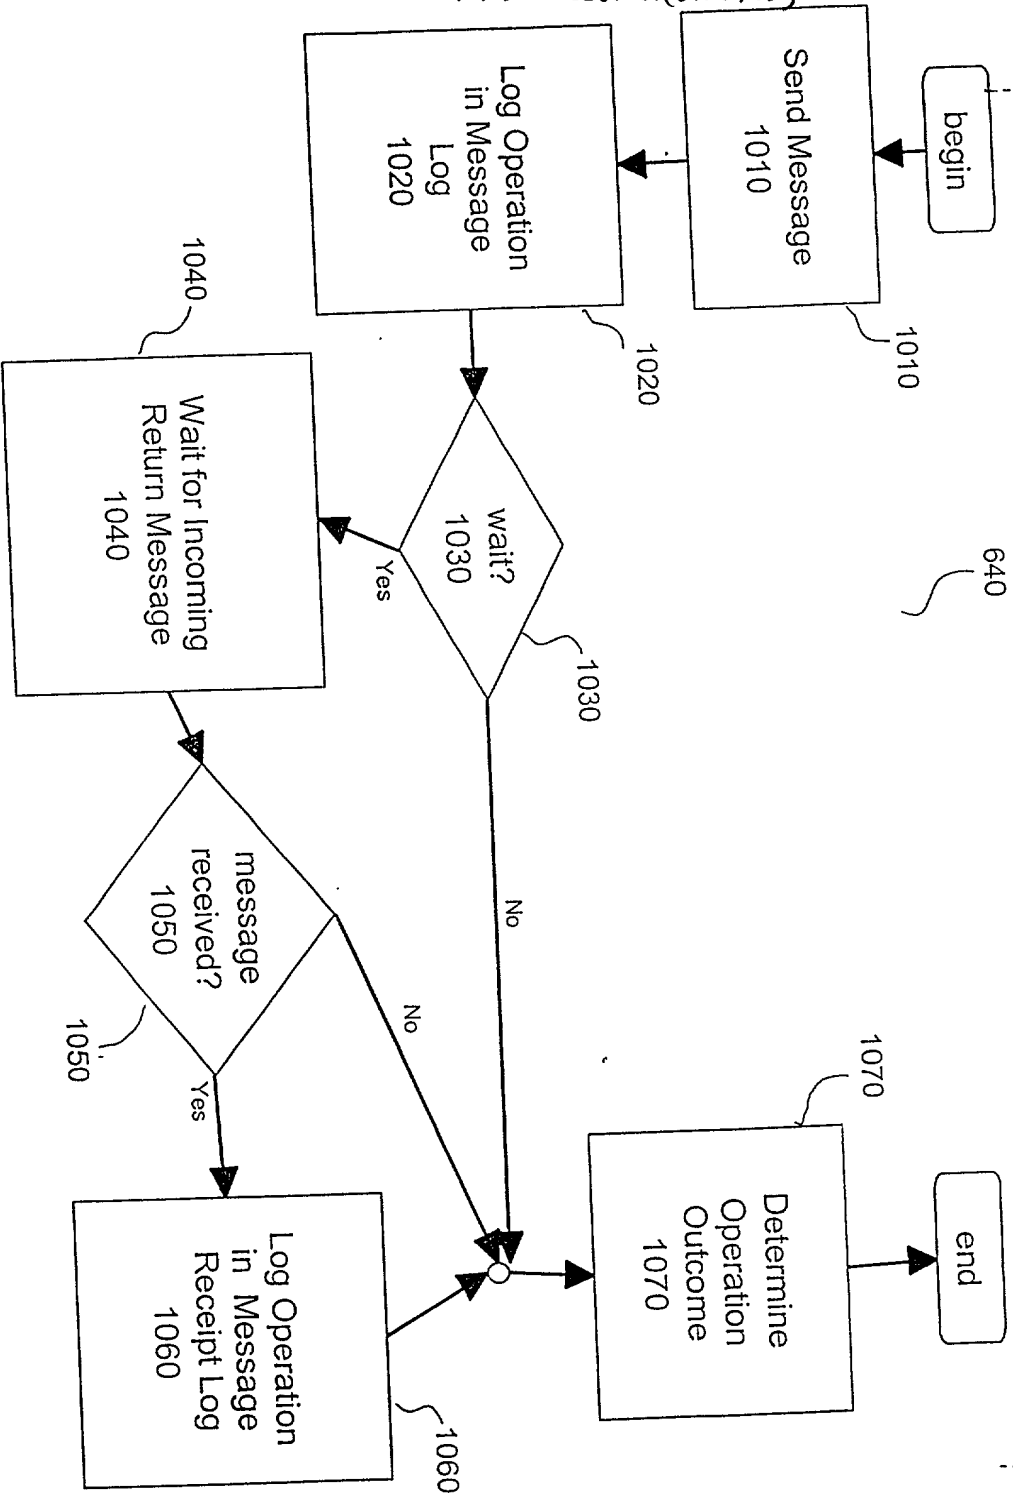 640
begin
Send Message
1010
1010
Log Operation
in Message
Log
1020
1020
wait?
1030
1030
Yes
No
1040
Wait for Incoming
Return Message
1040
message
received?
1050
1050
No
Yes
Log Operation
in Message
Receipt Log
1060
1060
1070
Determine
Operation
Outcome
1070
end